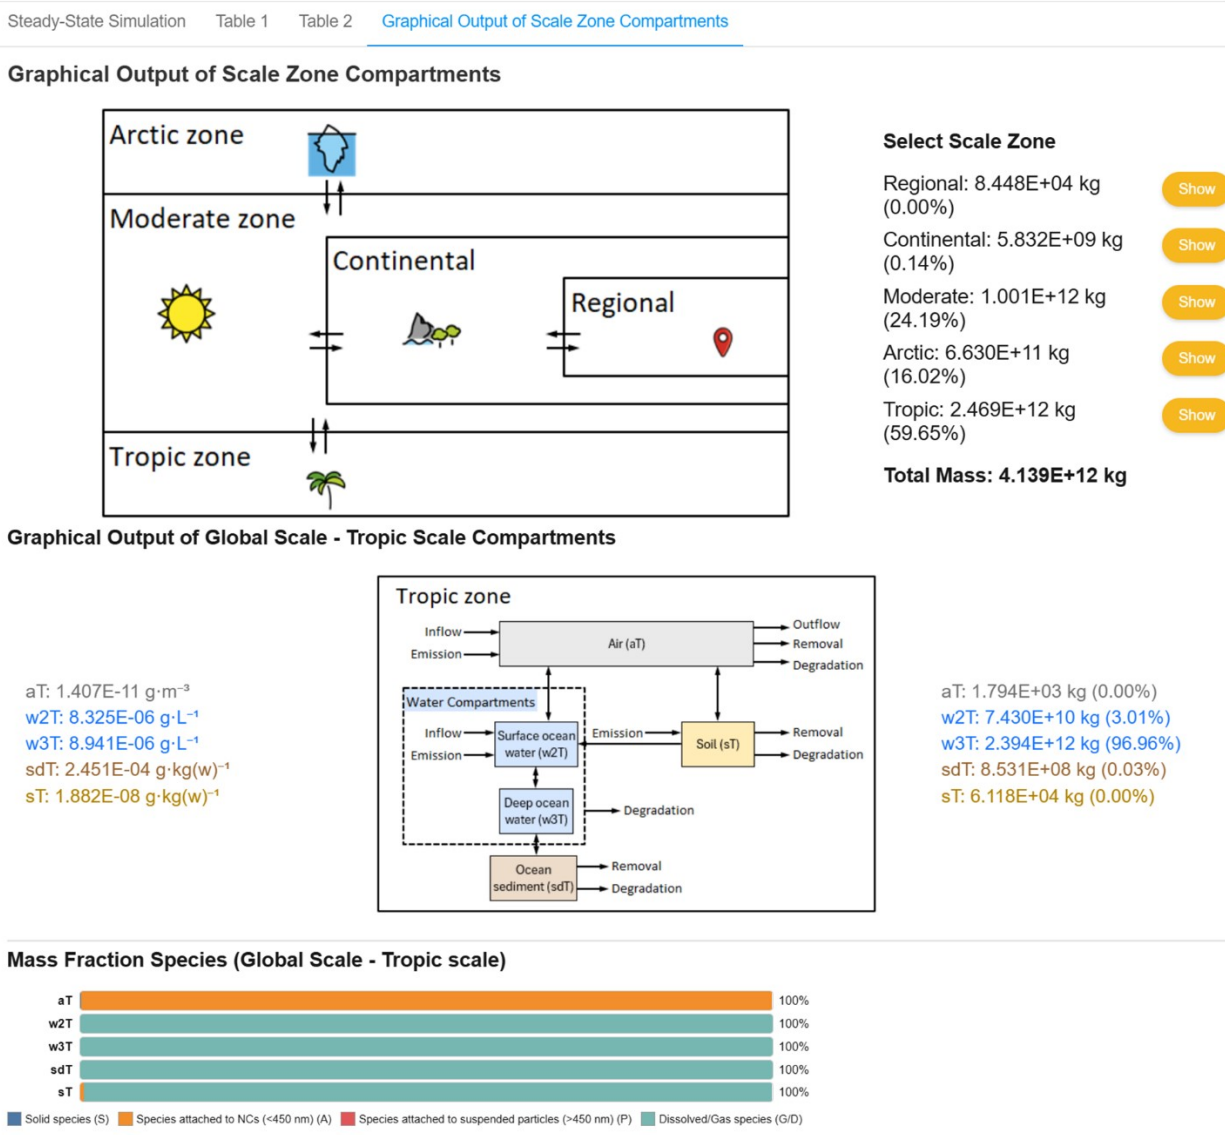 Steady-State Simulation Table 1 Table 2 Graphical Output of Scale Zone Compartments
Graphical Output of Scale Zone Compartments
Arctic zone
Moderate zone
Continental
Regional
Tropic zone
Select Scale Zone
Regional: 8.448E+04 kg
(0.00%)
Show
Continental: 5.832E+09 kg
(0.14%)
Show
Moderate: 1.001E+12 kg
(24.19%)
Show
Arctic: 6.630E+11 kg
(16.02%)
Show
Tropic: 2.469E+12 kg
(59.65%)
Show
Total Mass: 4.139E+12 kg
Graphical Output of Global Scale - Tropic Scale Compartments
aT: 1.407E-11 g·m⁻³
w2T: 8.325E-06 g·L⁻¹
w3T: 8.941E-06 g·L⁻¹
sdT: 2.451E-04 g·kg(w)⁻¹
sT: 1.882E-08 g·kg(w)⁻¹
Tropic zone
Inflow
Emission
Air (aT)
Outflow
Removal
Degradation
Water Compartments
Inflow
Emission
Surface ocean
water (w2T)
Emission
Soil (sT)
Removal
Degradation
Deep ocean
water (w3T)
Degradation
Ocean
sediment (sdT)
Removal
Degradation
aT: 1.794E+03 kg (0.00%)
w2T: 7.430E+10 kg (3.01%)
w3T: 2.394E+12 kg (96.96%)
sdT: 8.531E+08 kg (0.03%)
sT: 6.118E+04 kg (0.00%)
Mass Fraction Species (Global Scale - Tropic scale)
aT 100%
w2T 100%
w3T 100%
sdT 100%
sT 100%
Solid species (S) Species attached to NCs (<450 nm) (A) Species attached to suspended particles (>450 nm) (P) Dissolved/Gas species (G/D)